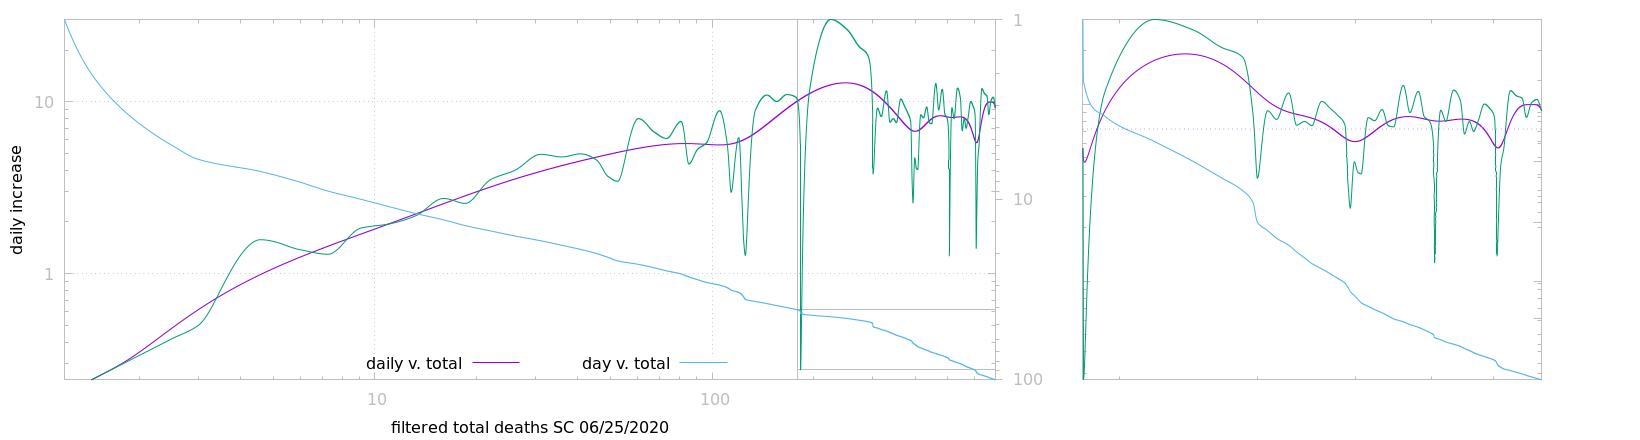 1
10
daily increase
10
1
daily v. total
day v. total
100
10
100
filtered total deaths SC 06/25/2020